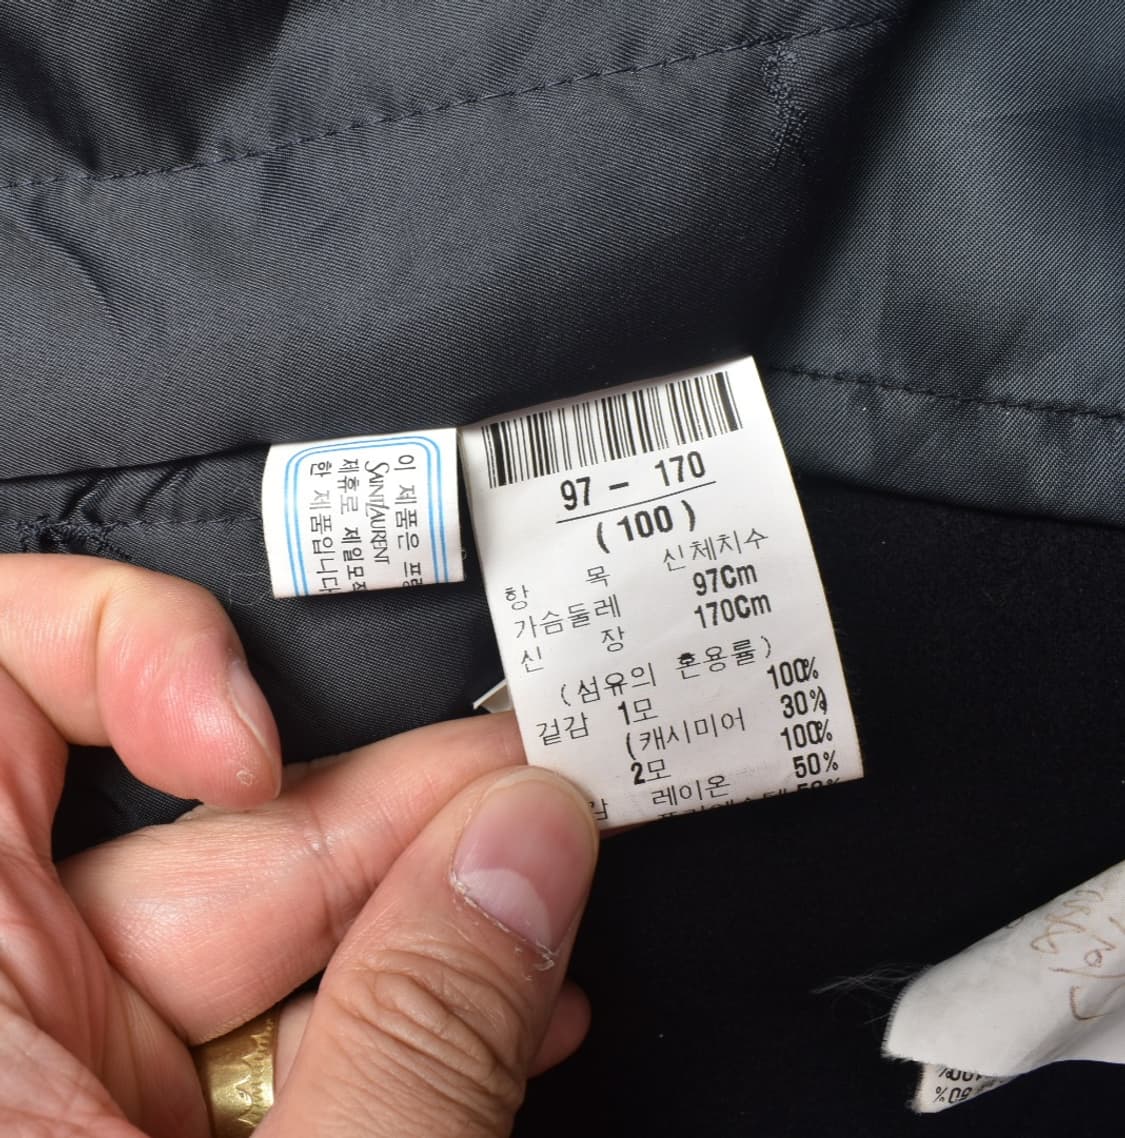 이 제품은 프랑
SAINT LAURENT
제휴로 제일모
한 제품입니다
97 - 170
(100)
항 목 신체치수
가슴둘레 97Cm
신 장 170Cm
(섬유의 혼용률)
겉감 1모 100%
(캐시미어 30%)
2모 100%
레이온 50%